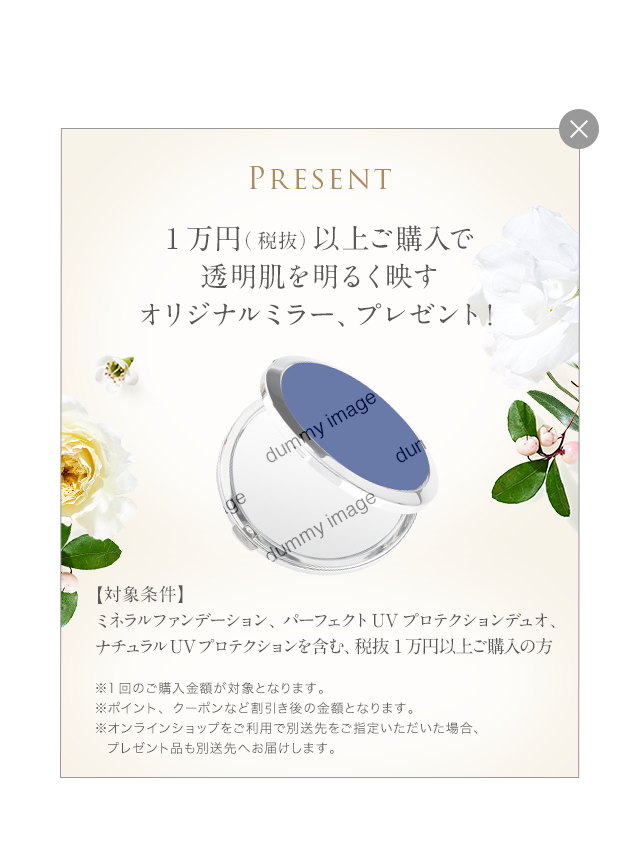 PRESENT
1万円（税抜）以上ご購入で
透明肌を明るく映す
オリジナルミラー、プレゼント！
dummy image
dum
ge
dummy image
【対象条件】
ミネラルファンデーション、パーフェクトUVプロテクションデュオ、
ナチュラルUVプロテクションを含む、税抜1万円以上ご購入の方
※1回のご購入金額が対象となります。
※ポイント、クーポンなど割引き後の金額となります。
※オンラインショップをご利用で別送先をご指定いただいた場合、
プレゼント品も別送先へお届けします。